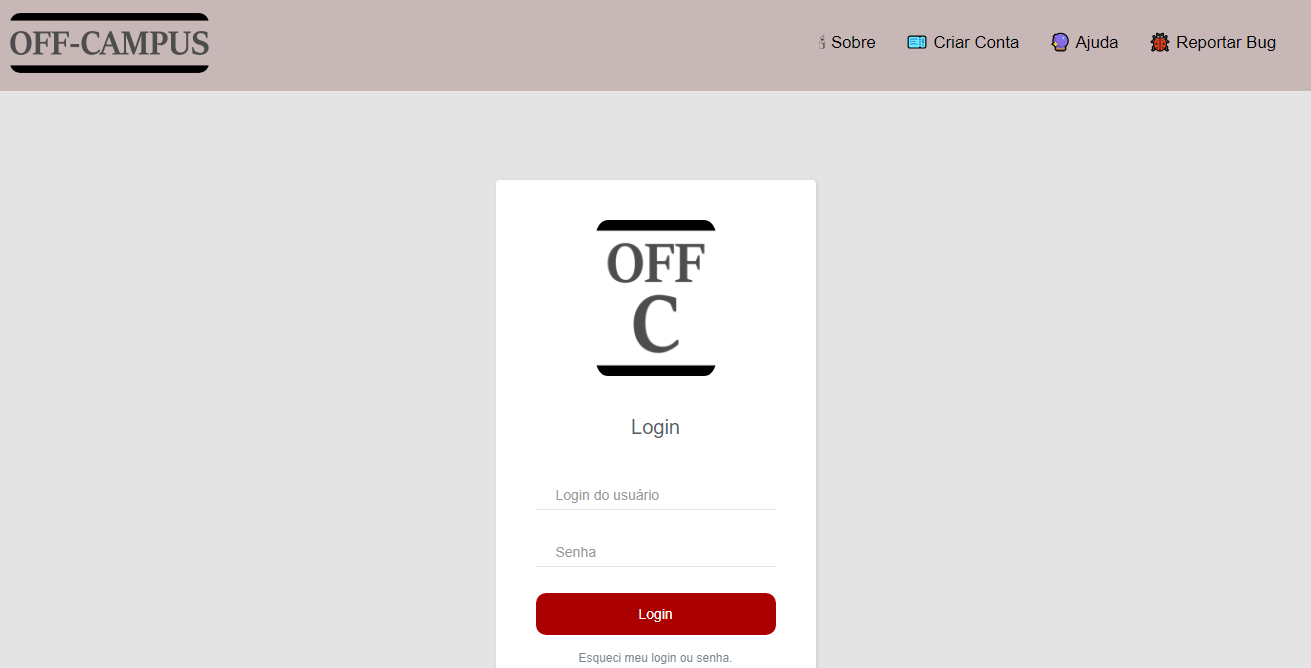 OFF-CAMPUS
Sobre Criar Conta Ajuda Reportar Bug
OFF
C
Login
Login do usuário
Senha
Login
Esqueci meu login ou senha.